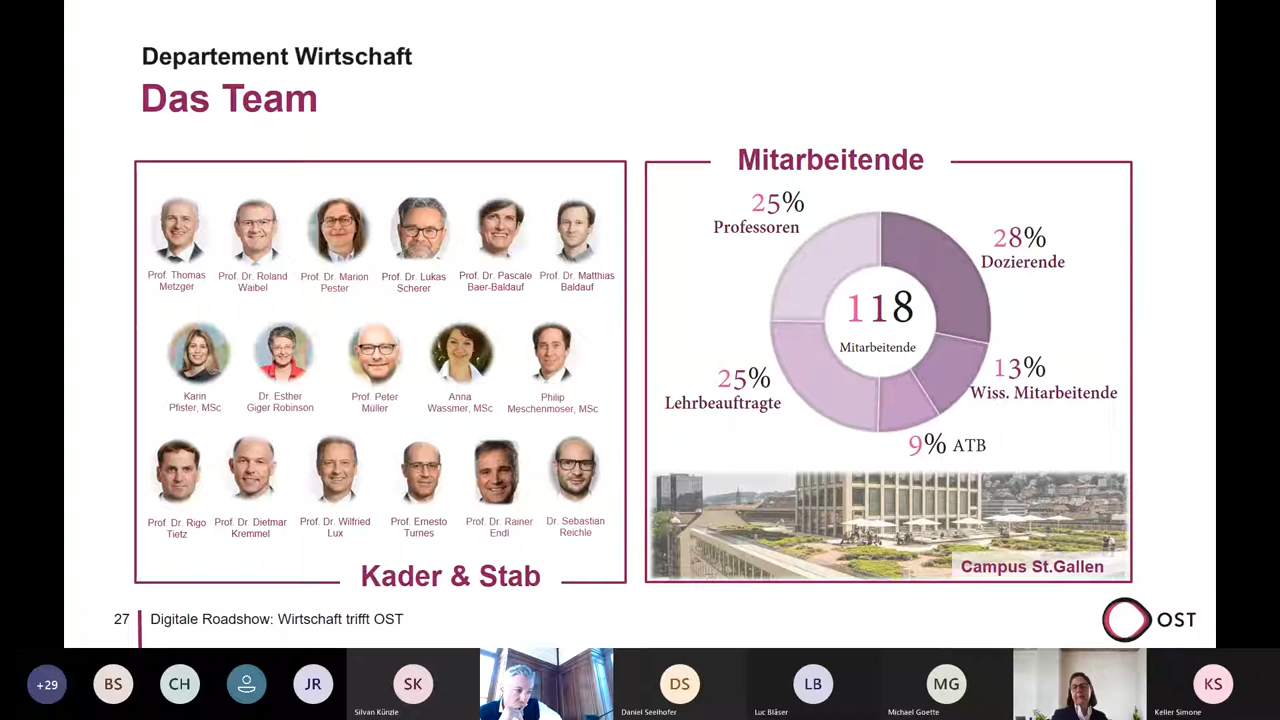 Departement Wirtschaft
Das Team
Prof. Thomas
Metzger
Prof. Dr. Roland
Waibel
Prof. Dr. Marion
Pester
Prof. Dr. Lukas
Scherer
Prof. Dr. Pascale
Baer-Baldauf
Prof. Dr. Matthias
Baldauf
Karin
Pfister, MSc
Dr. Esther
Giger Robinson
Prof. Peter
Müller
Anna
Wassmer, MSc
Philip
Meschenmoser, MSc
Prof. Dr. Rigo
Tietz
Prof. Dr. Dietmar
Kremmel
Prof. Dr. Wilfried
Lux
Prof. Ernesto
Turnes
Prof. Dr. Rainer
Endl
Dr. Sebastian
Reichle
Kader & Stab
Mitarbeitende
25%
Professoren
28%
Dozierende
118
Mitarbeitende
25%
Lehrbeauftragte
13%
Wiss. Mitarbeitende
9% ATB
Campus St.Gallen
27
Digitale Roadshow: Wirtschaft trifft OST
OST
+29
BS
CH
JR
SK
Silvan Künzle
DS
Daniel Seelhofer
LB
Luc Bläser
MG
Michael Goette
KS
Keller Simone